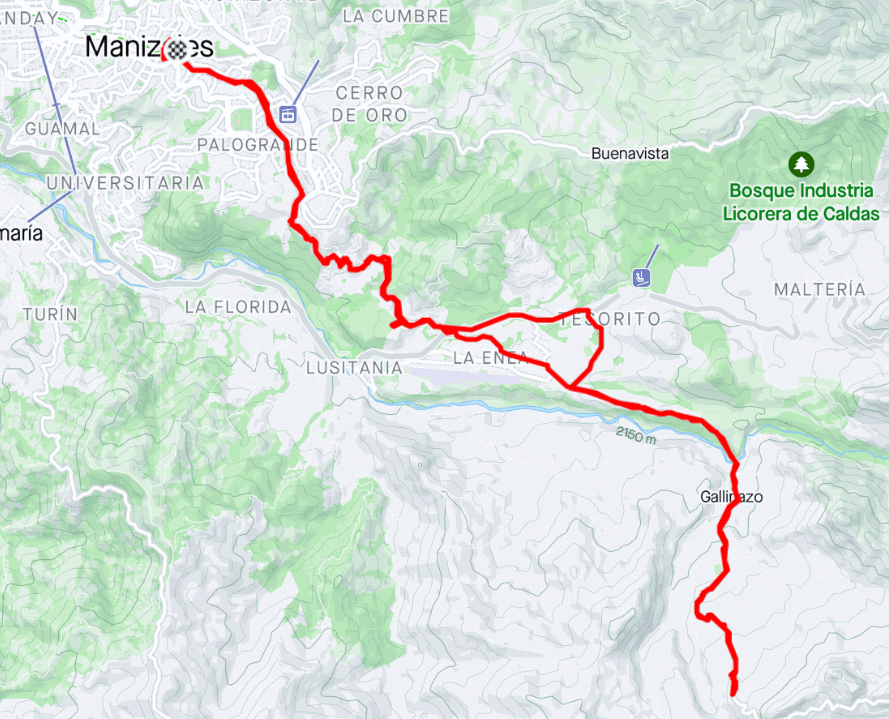 LA CUMBRE
ANDAY
Manizales
CERRO
DE ORO
GUAMAL
PALOGRANDE
Buenavista
UNIVERSITARIA
Bosque Industria
Licorera de Caldas
maría
MALTERÍA
TURÍN
LA FLORIDA
TESORITO
LUSITANIA
LA ENEA
2150 m
Gallinazo